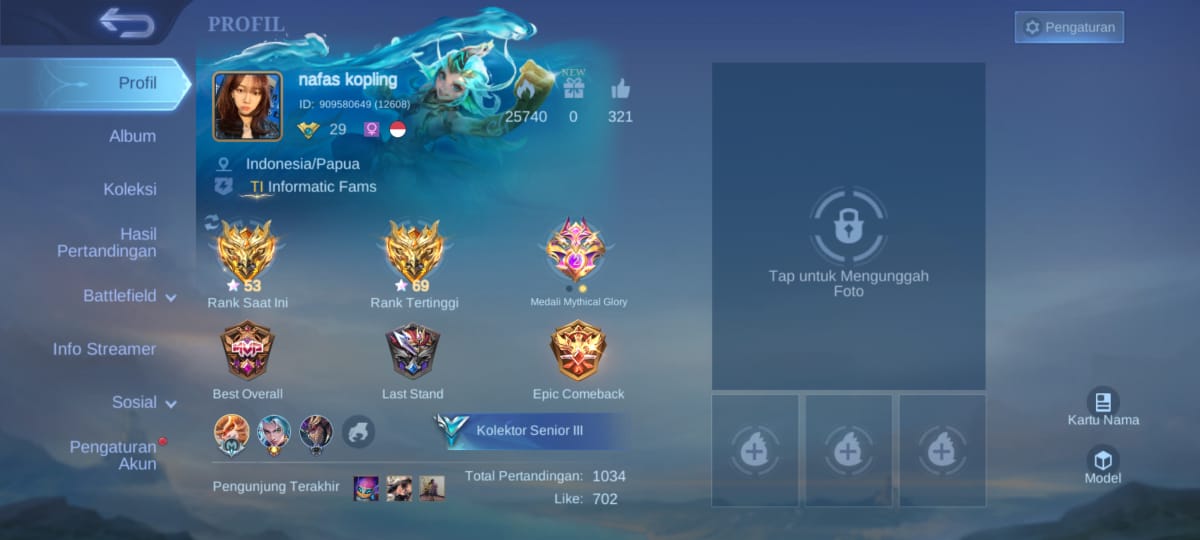 PROFIL
Pengaturan
Profil
Album
Koleksi
Hasil
Pertandingan
Battlefield
Info Streamer
Sosial
Pengaturan
Akun
nafas kopling
ID: 909580649 (12608)
29
NEW
25740
0
321
Indonesia/Papua
TI Informatic Fams
53
69
2
Rank Saat Ini
Rank Tertinggi
Medali Mythical Glory
MVP
Best Overall
Last Stand
Epic Comeback
M
Kolektor Senior III
Pengunjung Terakhir
Total Pertandingan: 1034
Like: 702
Tap untuk Mengunggah
Foto
Kartu Nama
Model